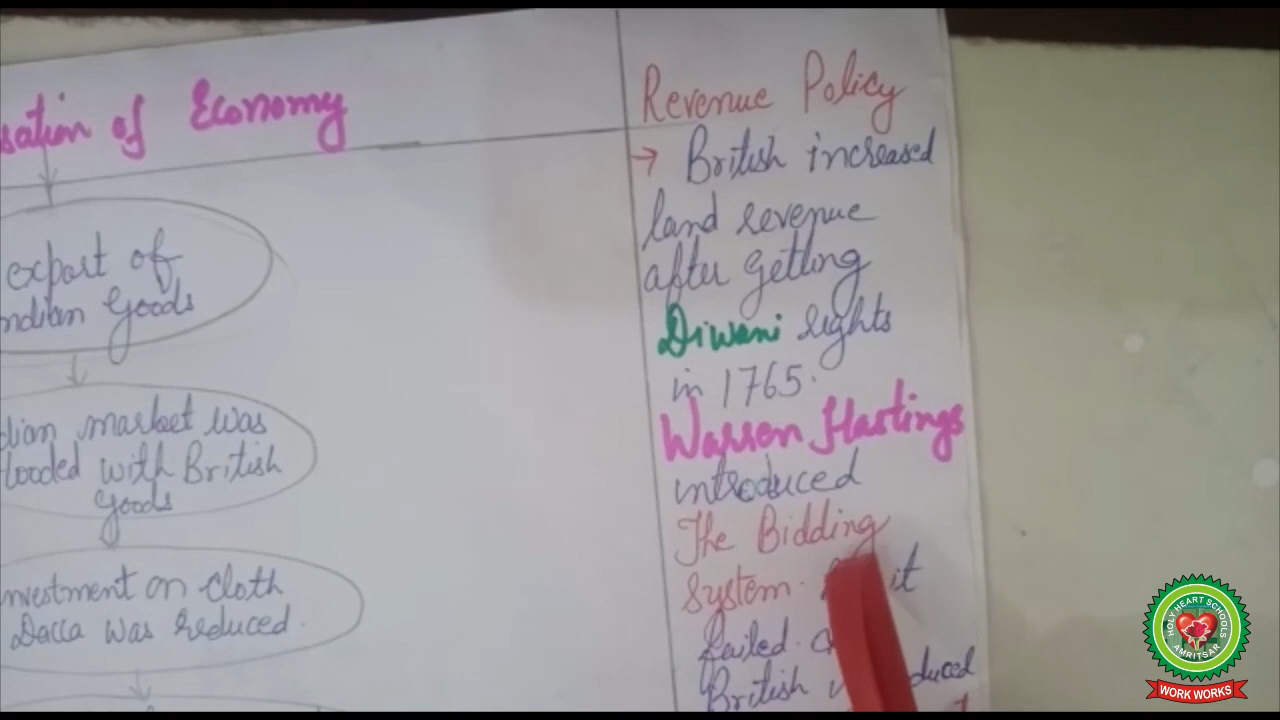 sation of Economy
export of
ndian Goods
dian market was
looded with British
Goods
nvestment on cloth
Dacca was reduced.
Revenue Policy
→ British increased
land revenue
after getting
Diwani rights
in 1765.
Warren Hastings
introduced
The Bidding
System. it
failed.
British
HOLY HEART SCHOOLS
AMRITSAR
WORK WORKS